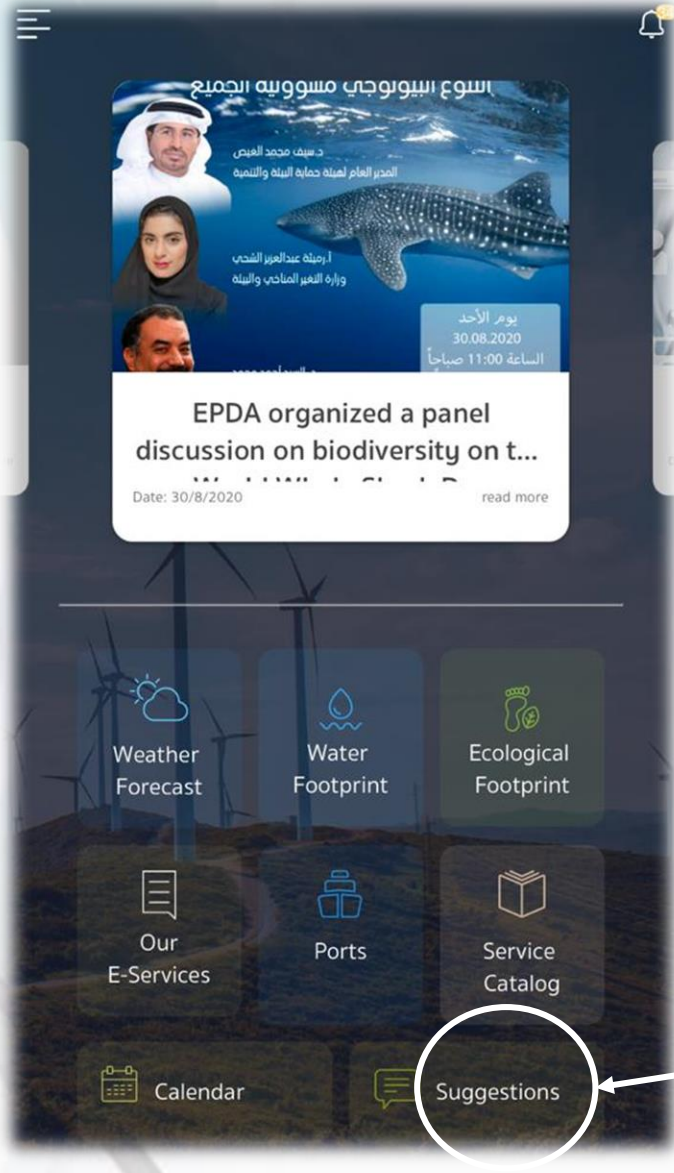 التنوع البيولوجي مسؤولية الجميع
د.سيف محمد الغيص
المدير العام لهيئة حماية البيئة والتنمية
أ.رميثة عبدالعزيز الشحي
وزارة التغير المناخي والبيئة
يوم الأحد
30.08.2020
الساعة 11:00 صباحاً
EPDA organized a panel
discussion on biodiversity on t...
Date: 30/8/2020
read more
Weather
Forecast
Water
Footprint
Ecological
Footprint
Our
E-Services
Ports
Service
Catalog
Calendar
Suggestions